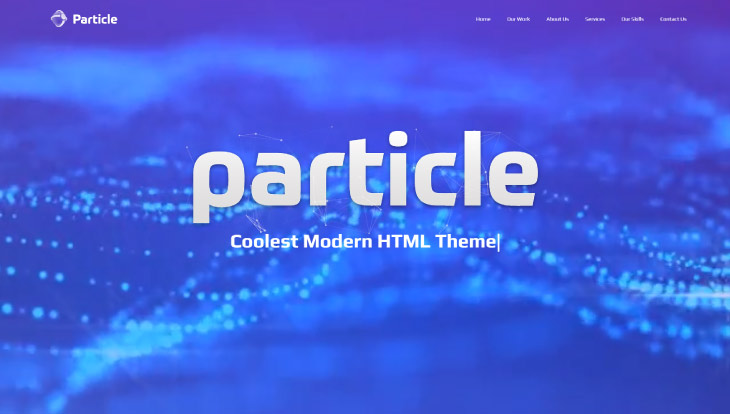 Particle
Home Our Work About Us Services Our Skills Contact Us
particle
Coolest Modern HTML Theme|